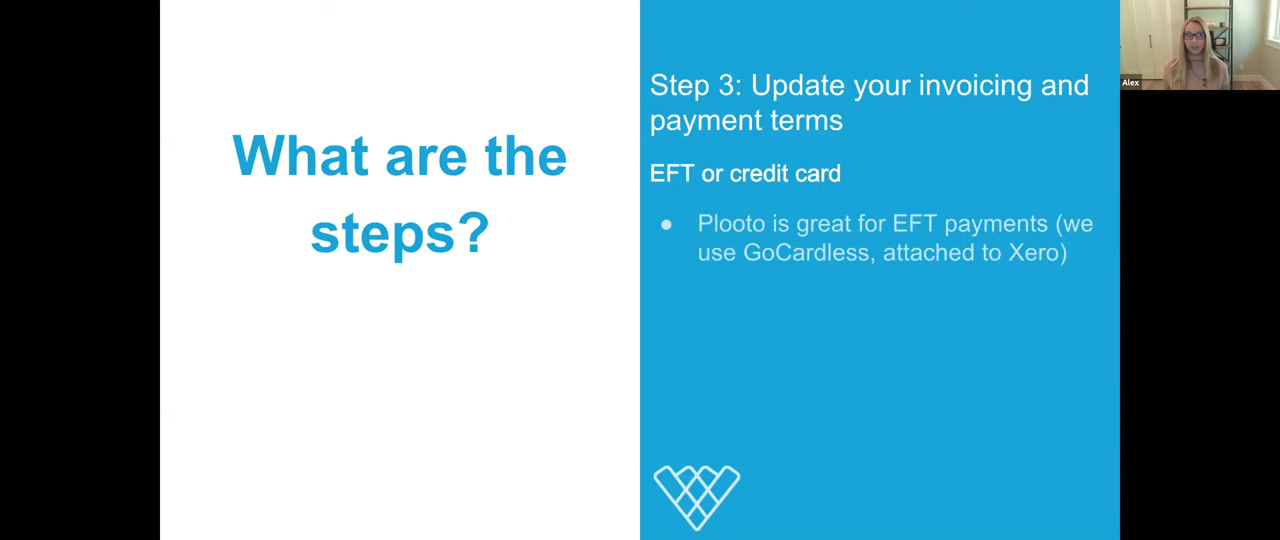 What are the
steps?
Step 3: Update your invoicing and
payment terms
EFT or credit card
● Plooto is great for EFT payments (we
use GoCardless, attached to Xero)
Alex